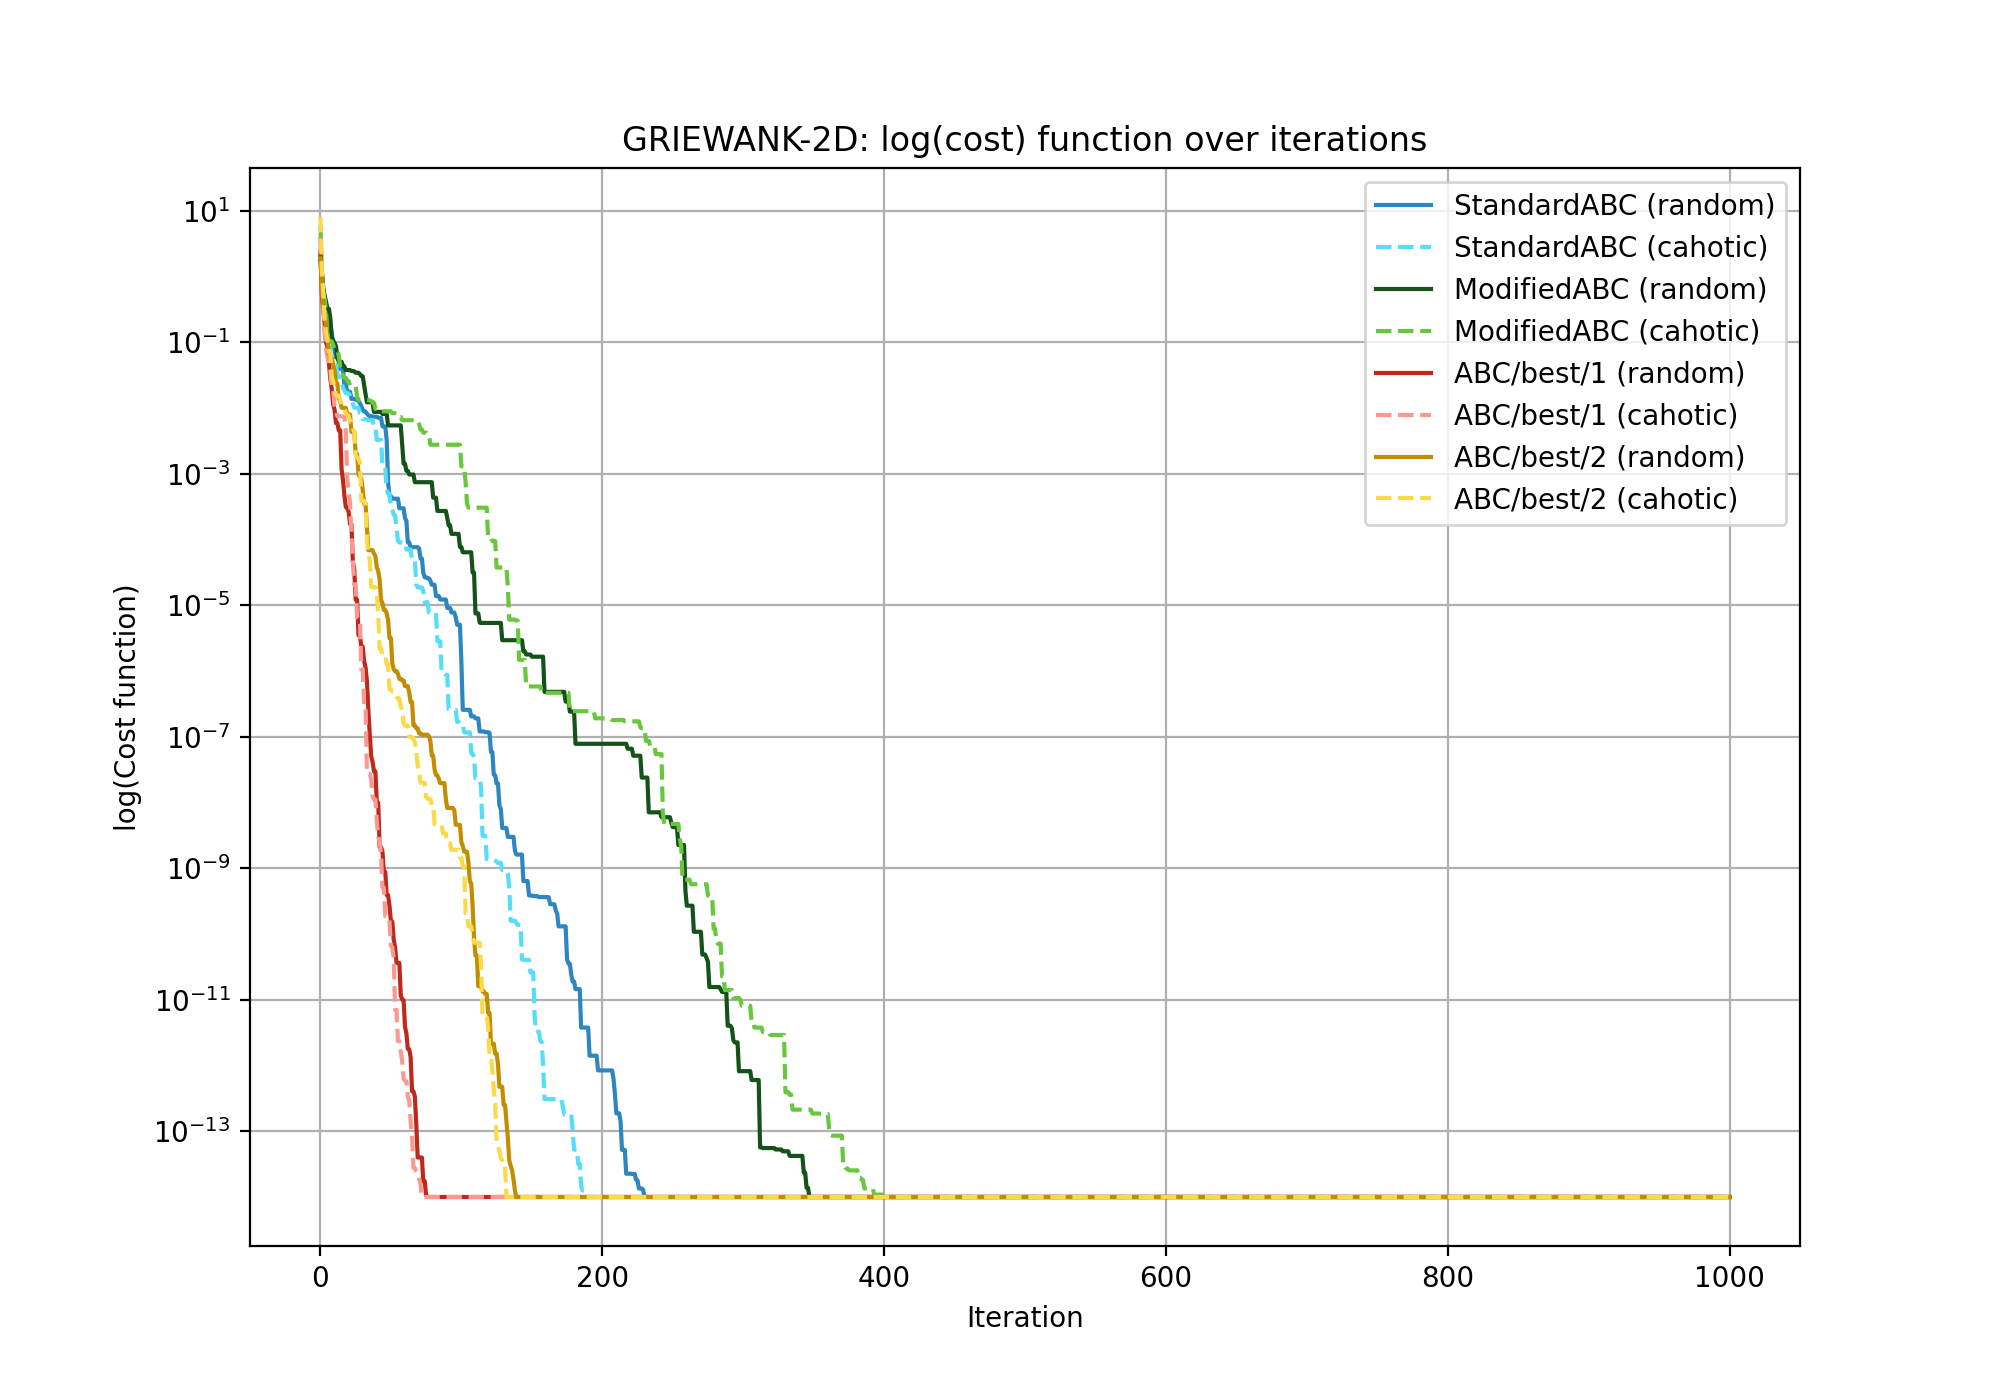 GRIEWANK-2D: log(cost) function over iterations
10¹
10⁻¹
10⁻³
10⁻⁵
10⁻⁷
10⁻⁹
10⁻¹¹
10⁻¹³
log(Cost function)
StandardABC (random)
StandardABC (cahotic)
ModifiedABC (random)
ModifiedABC (cahotic)
ABC/best/1 (random)
ABC/best/1 (cahotic)
ABC/best/2 (random)
ABC/best/2 (cahotic)
0 200 400 600 800 1000
Iteration